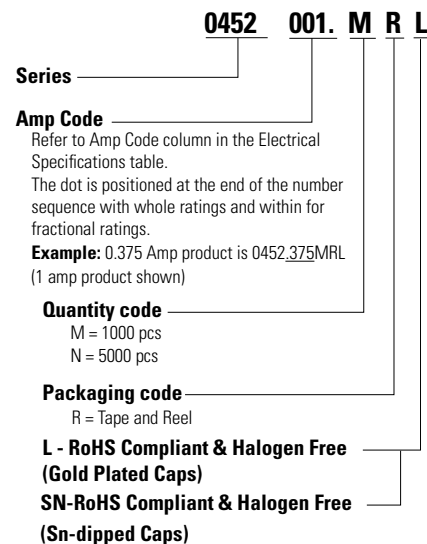 0452 001. M R L
Series
Amp Code
Refer to Amp Code column in the Electrical
Specifications table.
The dot is positioned at the end of the number
sequence with whole ratings and within for
fractional ratings.
Example: 0.375 Amp product is 0452.375MRL
(1 amp product shown)
Quantity code
M = 1000 pcs
N = 5000 pcs
Packaging code
R = Tape and Reel
L - RoHS Compliant & Halogen Free
(Gold Plated Caps)
SN-RoHS Compliant & Halogen Free
(Sn-dipped Caps)